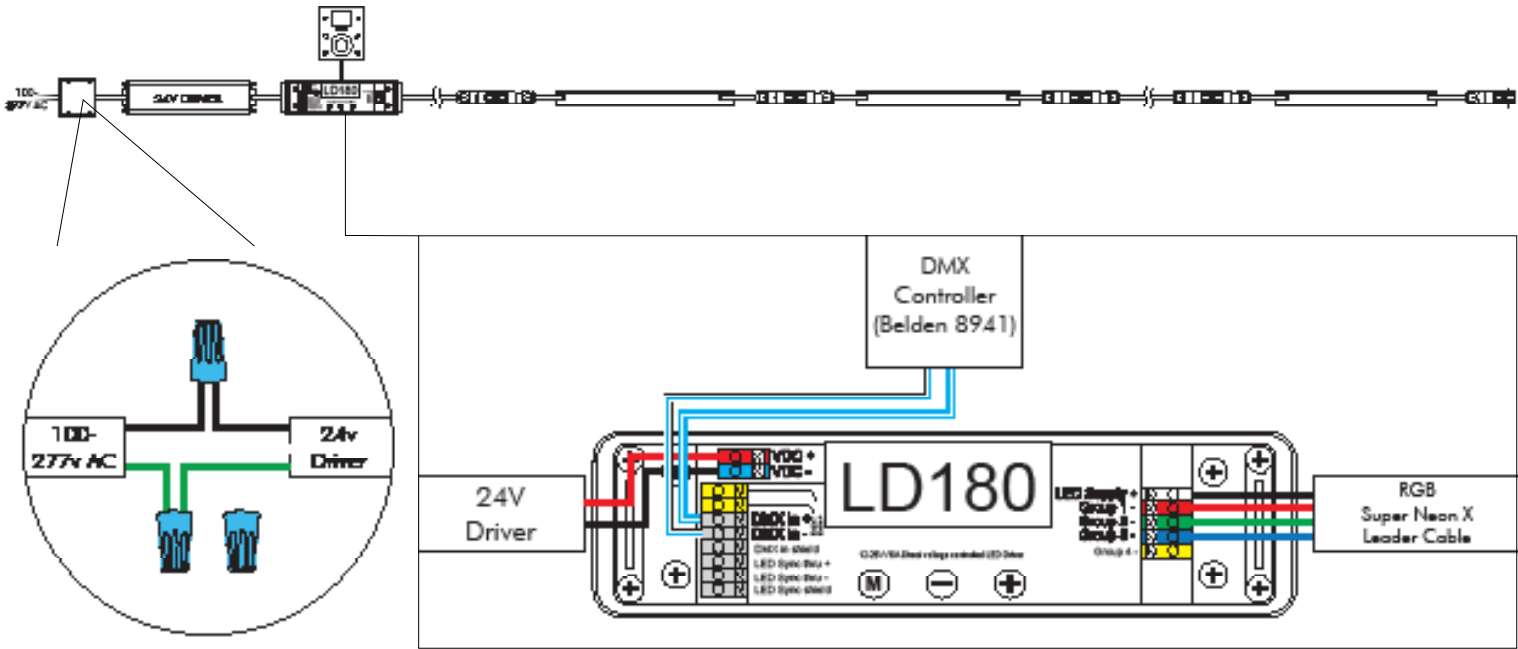 100-
277V AC
24V DRIVER
LD180
DMX
Controller
(Belden 8941)
100-
277v AC
24v
Driver
24V
Driver
VDC +
VDC -
DMX in +
DMX in -
DMX in shield
LED Sync thru +
LED Sync thru -
LED Sync shield
LD180
M
LED Supply +
Group 1 -
Group 2 -
Group 3 -
Group 4 -
RGB
Super Neon X
Leader Cable